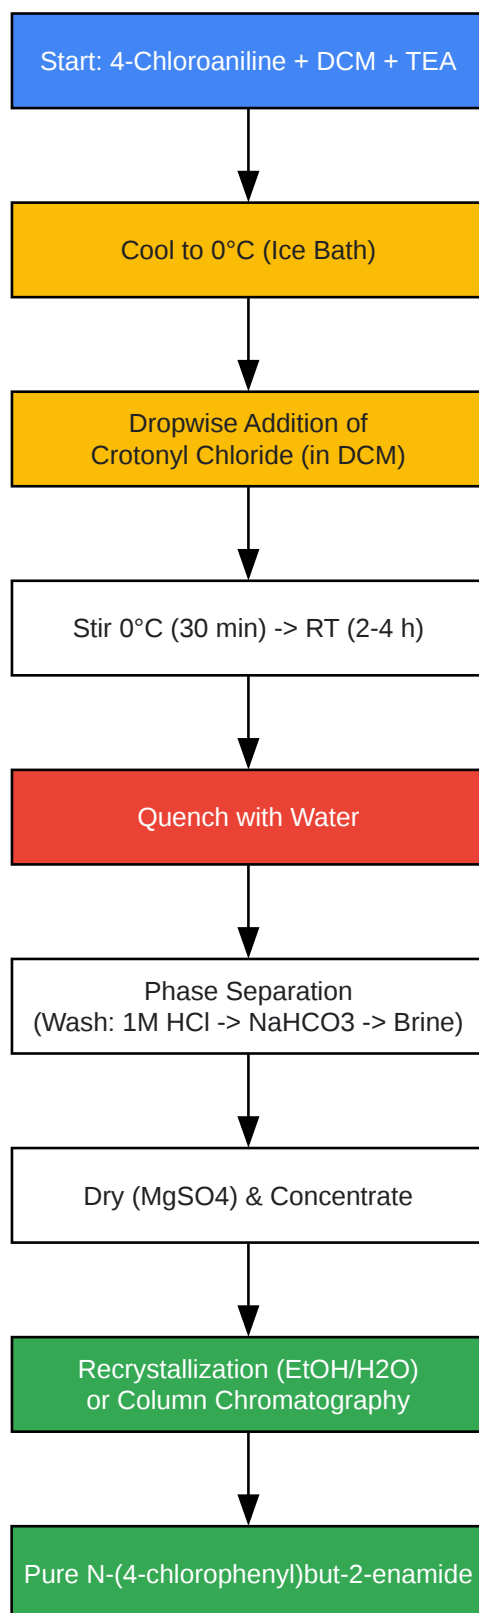 Start: 4-Chloroaniline + DCM + TEA
Cool to 0°C (Ice Bath)
Dropwise Addition of
Crotonyl Chloride (in DCM)
Stir 0°C (30 min) -> RT (2-4 h)
Quench with Water
Phase Separation
(Wash: 1M HCl -> NaHCO3 -> Brine)
Dry (MgSO4) & Concentrate
Recrystallization (EtOH/H2O)
or Column Chromatography
Pure N-(4-chlorophenyl)but-2-enamide